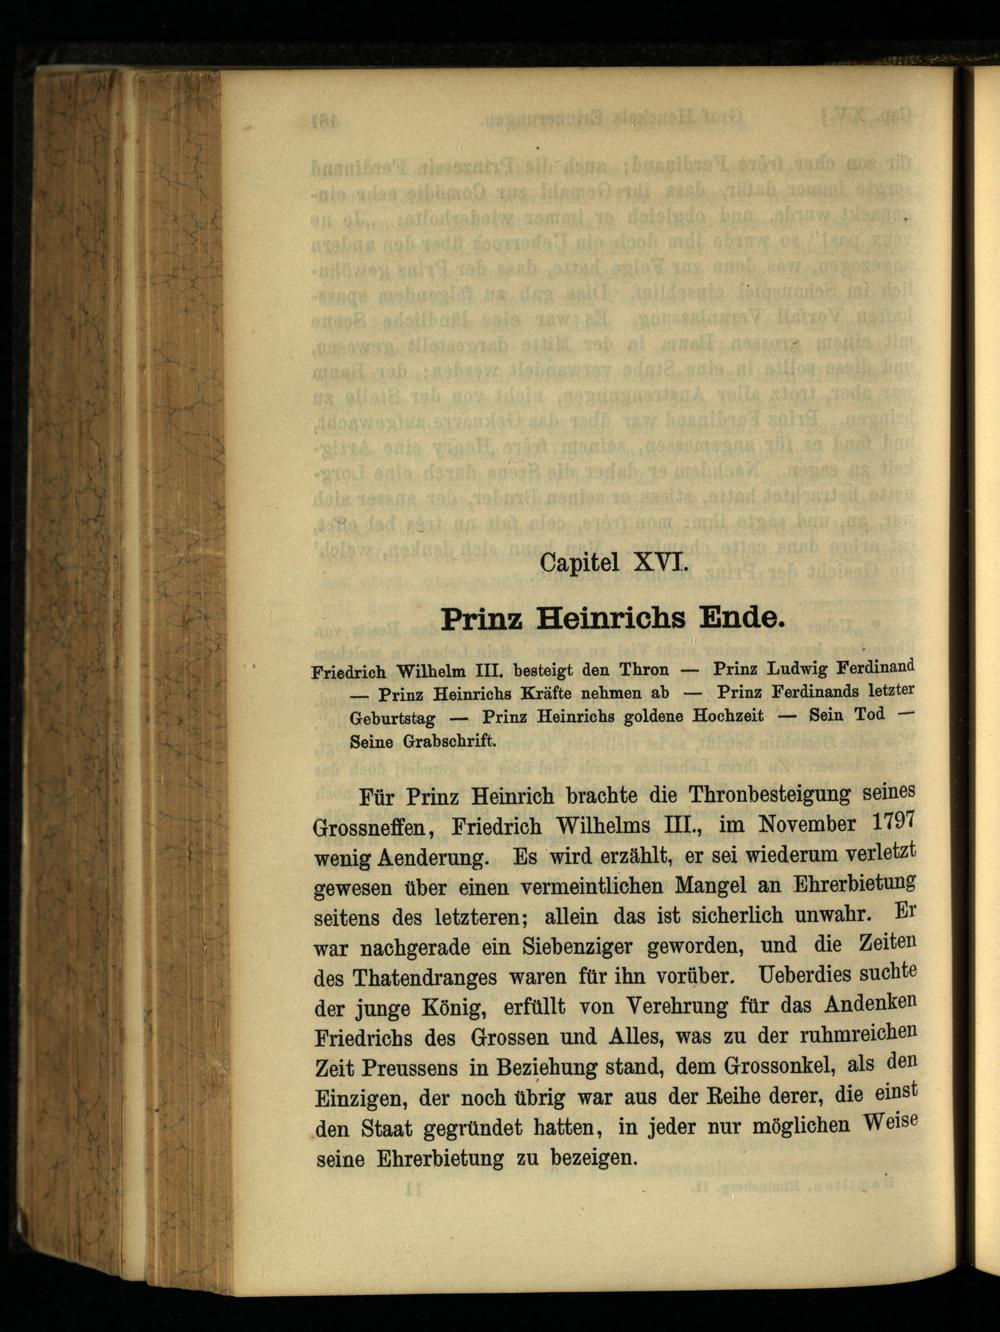 Capitel XVI.
Prinz Heinrichs Ende.
Friedrich Wilhelm III. besteigt den Thron — Prinz Ludwig Ferdinand
— Prinz Heinrichs Kräfte nehmen ab — Prinz Ferdinands letzter
Geburtstag — Prinz Heinrichs goldene Hochzeit — Sein Tod —
Seine Grabschrift.
Für Prinz Heinrich brachte die Thronbesteigung seines
Grossneffen, Friedrich Wilhelms III., im November 1797
wenig Aenderung. Es wird erzählt, er sei wiederum verletzt
gewesen über einen vermeintlichen Mangel an Ehrerbietung
seitens des letzteren; allein das ist sicherlich unwahr. Er
war nachgerade ein Siebenziger geworden, und die Zeiten
des Thatendranges waren für ihn vorüber. Ueberdies suchte
der junge König, erfüllt von Verehrung für das Andenken
Friedrichs des Grossen und Alles, was zu der ruhmreichen
Zeit Preussens in Beziehung stand, dem Grossonkel, als den
Einzigen, der noch übrig war aus der Reihe derer, die einst
den Staat gegründet hatten, in jeder nur möglichen Weise
seine Ehrerbietung zu bezeigen.